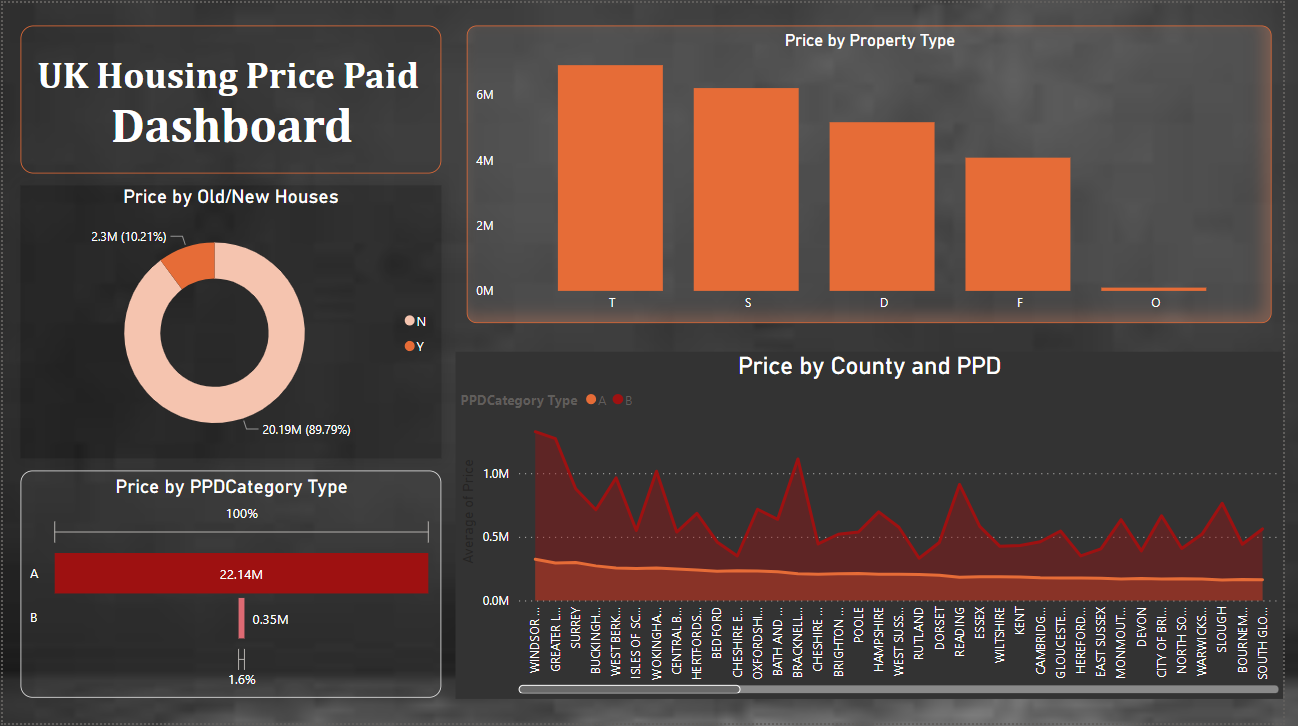 UK Housing Price Paid
Dashboard
Price by Old/New Houses
2.3M (10.21%)
N
Y
20.19M (89.79%)
Price by PPDCategory Type
100%
A
22.14M
B
0.35M
1.6%
Price by Property Type
6M
4M
2M
0M
T
S
D
F
O
Price by County and PPD
PPDCategory Type
A
B
Average of Price
1.0M
0.5M
0.0M
WINDSOR ...
GREATER L...
SURREY
BUCKINGH...
WEST BERK...
ISLES OF SC...
WOKINGHA...
CENTRAL B...
HERTFORDS...
BEDFORD
CHESHIRE E...
OXFORDSHI...
BATH AND ...
BRACKNELL...
CHESHIRE ...
BRIGHTON ...
POOLE
HAMPSHIRE
WEST SUSS...
RUTLAND
DORSET
READING
ESSEX
WILTSHIRE
KENT
CAMBRIDG...
GLOUCESTE...
HEREFORD...
EAST SUSSEX
MONMOUT...
DEVON
CITY OF BRI...
NORTH SO...
WARWICKS...
SLOUGH
BOURNEM...
SOUTH GLO...